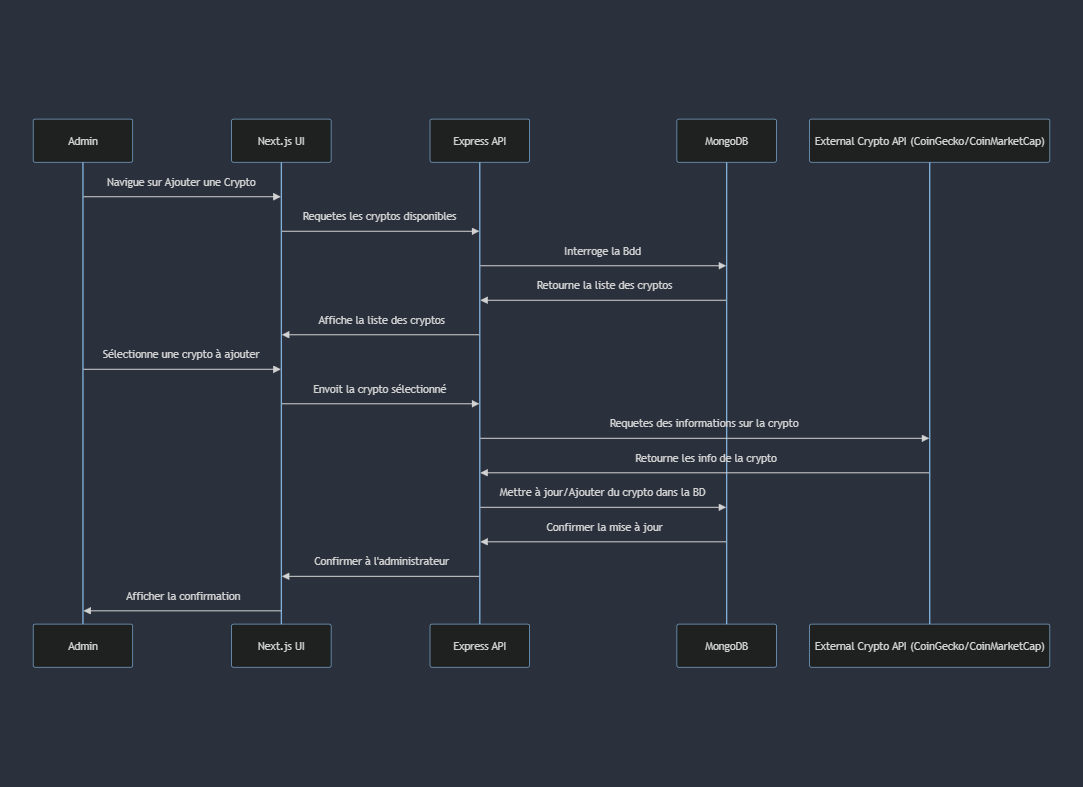 Admin
Next.js UI
Express API
MongoDB
External Crypto API (CoinGecko/CoinMarketCap)
Navigue sur Ajouter une Crypto
Requetes les cryptos disponibles
Interroge la Bdd
Retourne la liste des cryptos
Affiche la liste des cryptos
Sélectionne une crypto à ajouter
Envoit la crypto sélectionné
Requetes des informations sur la crypto
Retourne les info de la crypto
Mettre à jour/Ajouter du crypto dans la BD
Confirmer la mise à jour
Confirmer à l'administrateur
Afficher la confirmation
Admin
Next.js UI
Express API
MongoDB
External Crypto API (CoinGecko/CoinMarketCap)